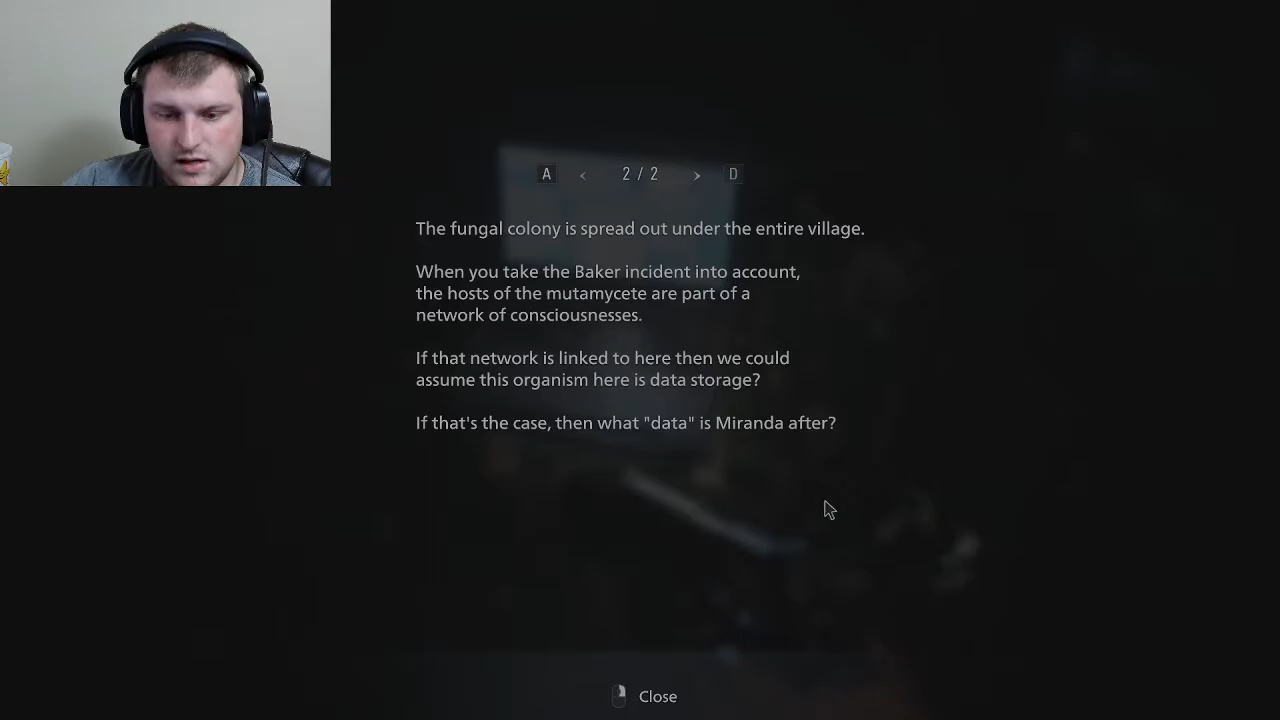 A < 2 / 2 > D
The fungal colony is spread out under the entire village.
When you take the Baker incident into account,
the hosts of the mutamycete are part of a
network of consciousnesses.
If that network is linked to here then we could
assume this organism here is data storage?
If that's the case, then what "data" is Miranda after?
Close